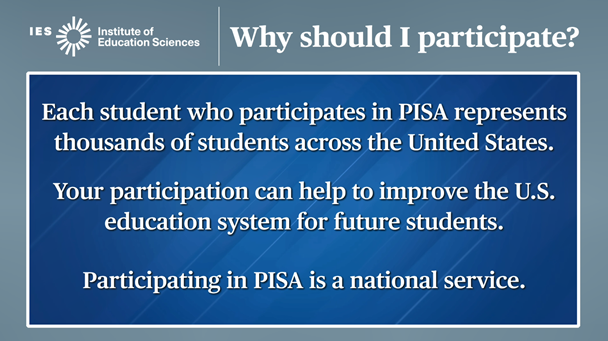 IES
Institute of
Education Sciences
Why should I participate?
Each student who participates in PISA represents
thousands of students across the United States.
Your participation can help to improve the U.S.
education system for future students.
Participating in PISA is a national service.